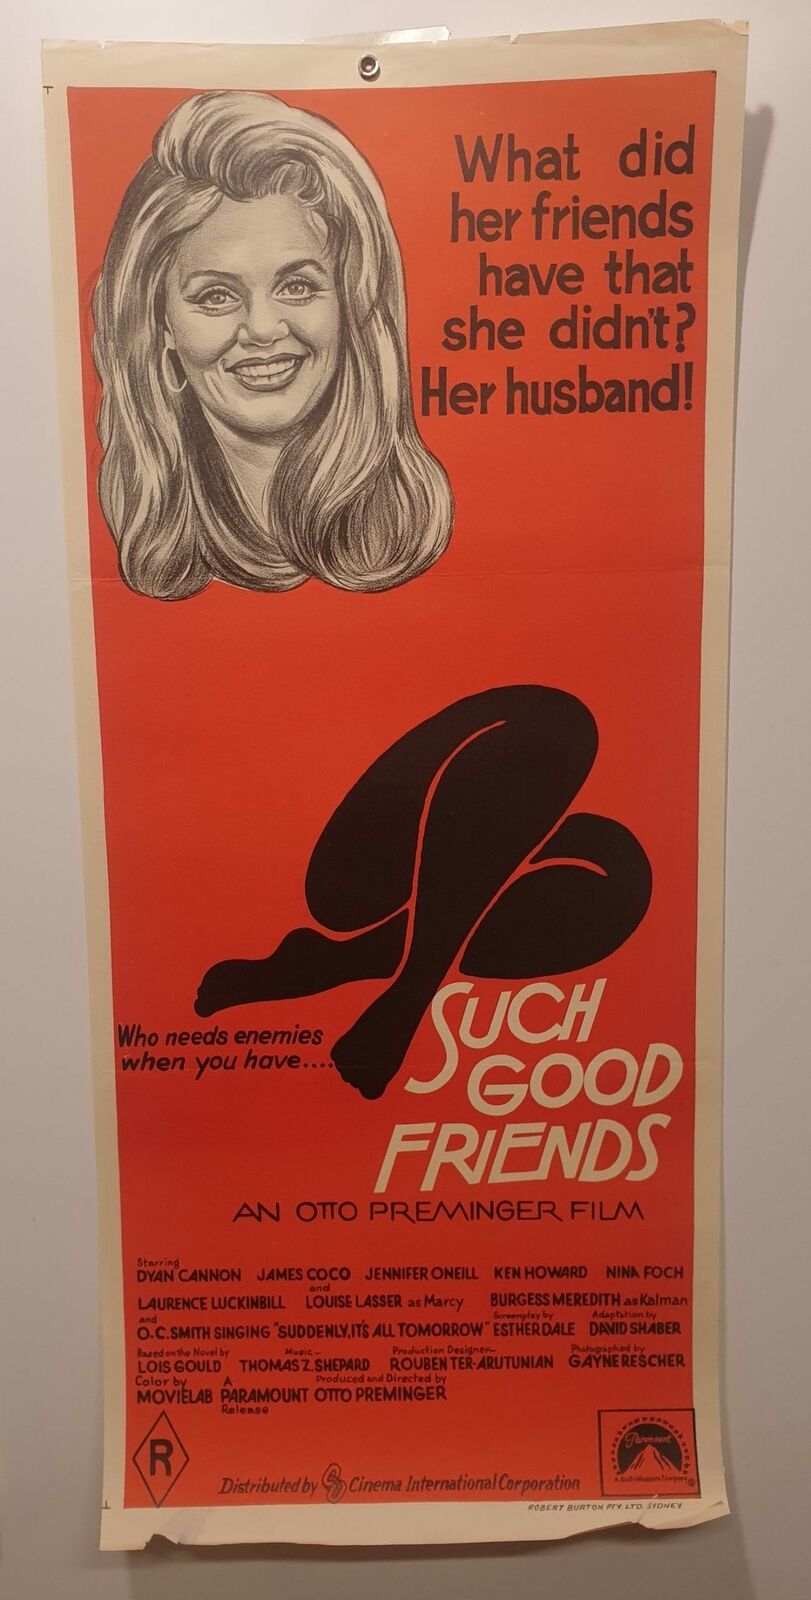 What did
her friends
have that
she didn't?
Her husband!
Who needs enemies
when you have....
SUCH
GOOD
FRIENDS
AN OTTO PREMINGER FILM
Starring
DYAN CANNON JAMES COCO JENNIFER ONEILL KEN HOWARD NINA FOCH
and
LAURENCE LUCKINBILL LOUISE LASSER as Marcy BURGESS MEREDITH as Kalman
and Screenplay by Adaptation by
O.C. SMITH SINGING "SUDDENLY, IT'S ALL TOMORROW" ESTHER DALE DAVID SHABER
Based on the Novel by Music- Production Designer- Photographed by
LOIS GOULD THOMAS Z. SHEPARD ROUBEN TER-ARUTUNIAN GAYNE RESCHER
Color by A Produced and Directed by
MOVIELAB PARAMOUNT OTTO PREMINGER
Release
R
Paramount
A Gulf+Western Company
®
Distributed by Cinema International Corporation
ROBERT BURTON PTY. LTD. SYDNEY